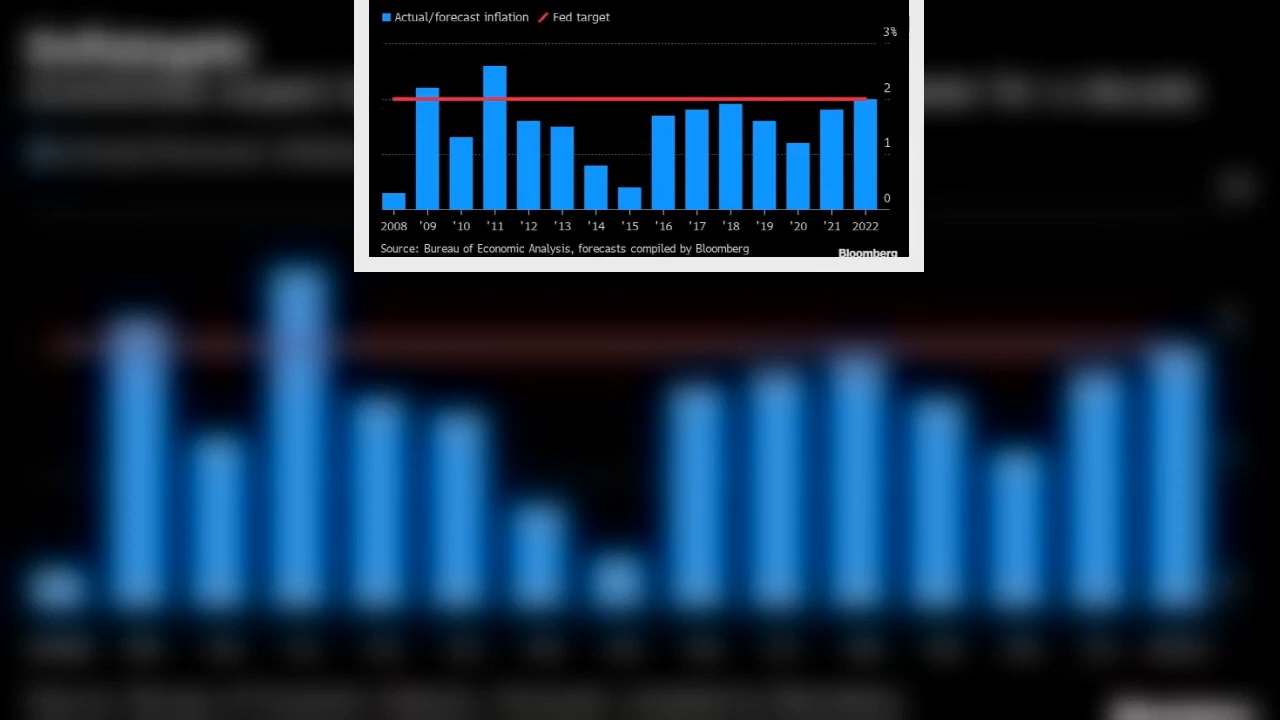 Actual/forecast inflation Fed target
3%
2
1
0
2008 '09 '10 '11 '12 '13 '14 '15 '16 '17 '18 '19 '20 '21 2022
Source: Bureau of Economic Analysis, forecasts compiled by Bloomberg
Bloomberg